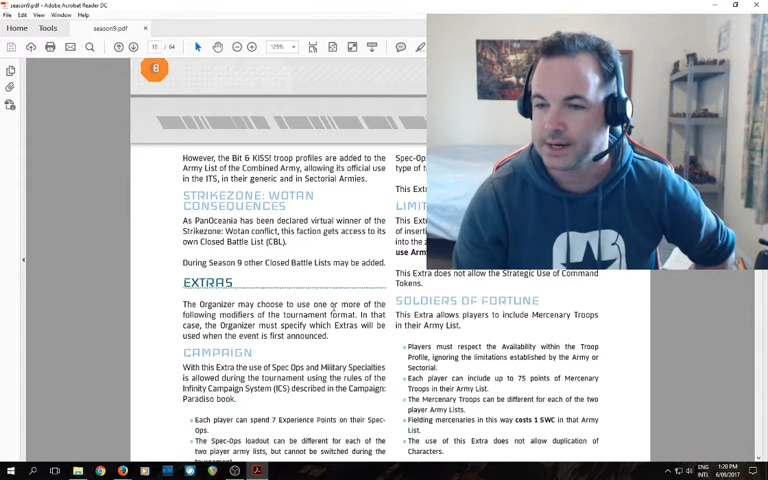 season9.pdf - Adobe Acrobat Reader DC
File Edit View Window Help
Home Tools season9.pdf ×
10 / 64 125%
8
However, the Bit & KISS! troop profiles are added to the
Army List of the Combined Army, allowing its official use
in the ITS, in their generic and in Sectorial Armies.
STRIKEZONE: WOTAN
CONSEQUENCES
As PanOceania has been declared virtual winner of the
Strikezone: Wotan conflict, this faction gets access to its
own Closed Battle List (CBL).
During Season 9 other Closed Battle Lists may be added.
EXTRAS
The Organizer may choose to use one or more of the
following modifiers of the tournament format. In that
case, the Organizer must specify which Extras will be
used when the event is first announced.
CAMPAIGN
With this Extra the use of Spec Ops and Military Specialties
is allowed during the tournament using the rules of the
Infinity Campaign System (ICS) described in the Campaign:
Paradiso book.
Each player can spend 7 Experience Points on their Spec-
Ops.
The Spec-Ops loadout can be different for each of the
two player army lists, but cannot be switched during the
tournament.
Spec-Ops
type of t
This Extr
LIMIT
This Extr
of insert
into the
use Arm
This Extra does not allow the Strategic Use of Command
Tokens.
SOLDIERS OF FORTUNE
This Extra allows players to include Mercenary Troops
in their Army List.
Players must respect the Availability within the Troop
Profile, ignoring the limitations established by the Army or
Sectorial.
Each player can include up to 75 points of Mercenary
Troops in their Army List.
The Mercenary Troops can be different for each of the two
player Army Lists.
Fielding mercenaries in this way costs 1 SWC in that Army
List.
The use of this Extra does not allow duplication of
Characters.
ENG
INTL
1:20 PM
6/09/2017